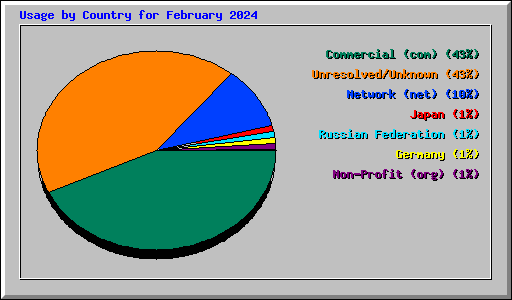 Usage by Country for February 2024
Commercial (com) (43%)
Unresolved/Unknown (43%)
Network (net) (10%)
Japan (1%)
Russian Federation (1%)
Germany (1%)
Non-Profit (org) (1%)